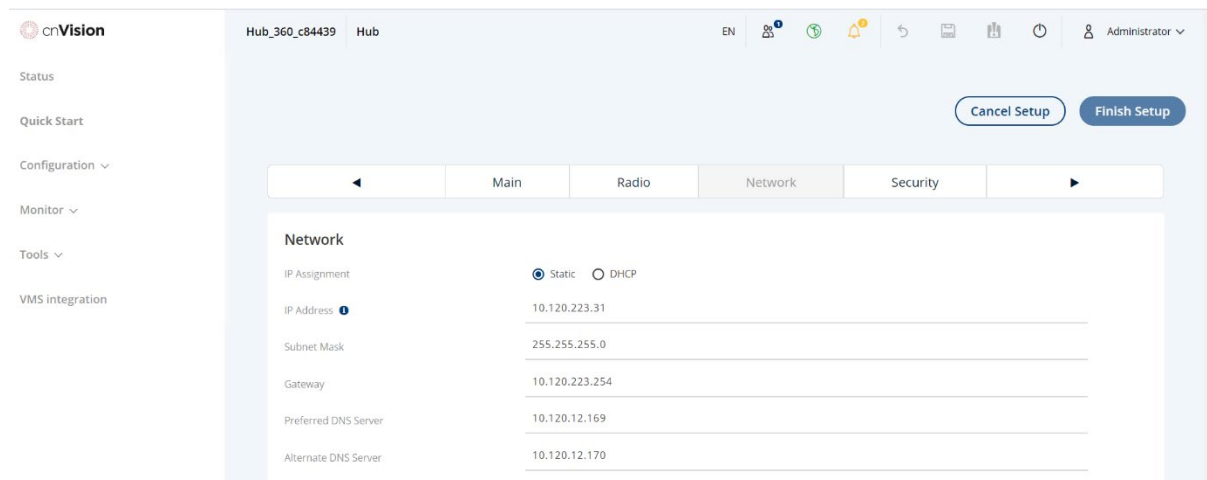 cnVision
Hub_360_c84439 Hub EN 1 2 Administrator
Status
Quick Start
Configuration
Monitor
Tools
VMS integration
Cancel Setup Finish Setup
Main Radio Network Security
Network
IP Assignment Static DHCP
IP Address 10.120.223.31
Subnet Mask 255.255.255.0
Gateway 10.120.223.254
Preferred DNS Server 10.120.12.169
Alternate DNS Server 10.120.12.170